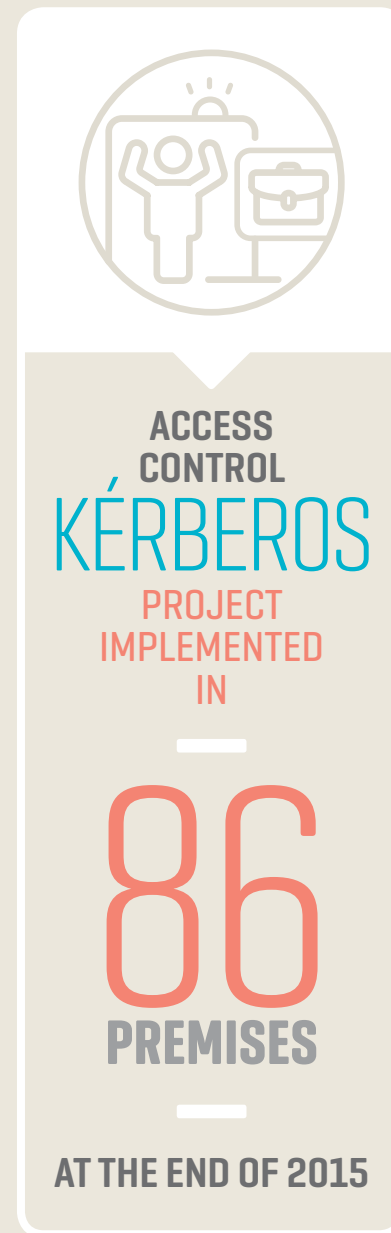 ACCESS
CONTROL
KÉRBEROS
PROJECT
IMPLEMENTED
IN
86
PREMISES
AT THE END OF 2015